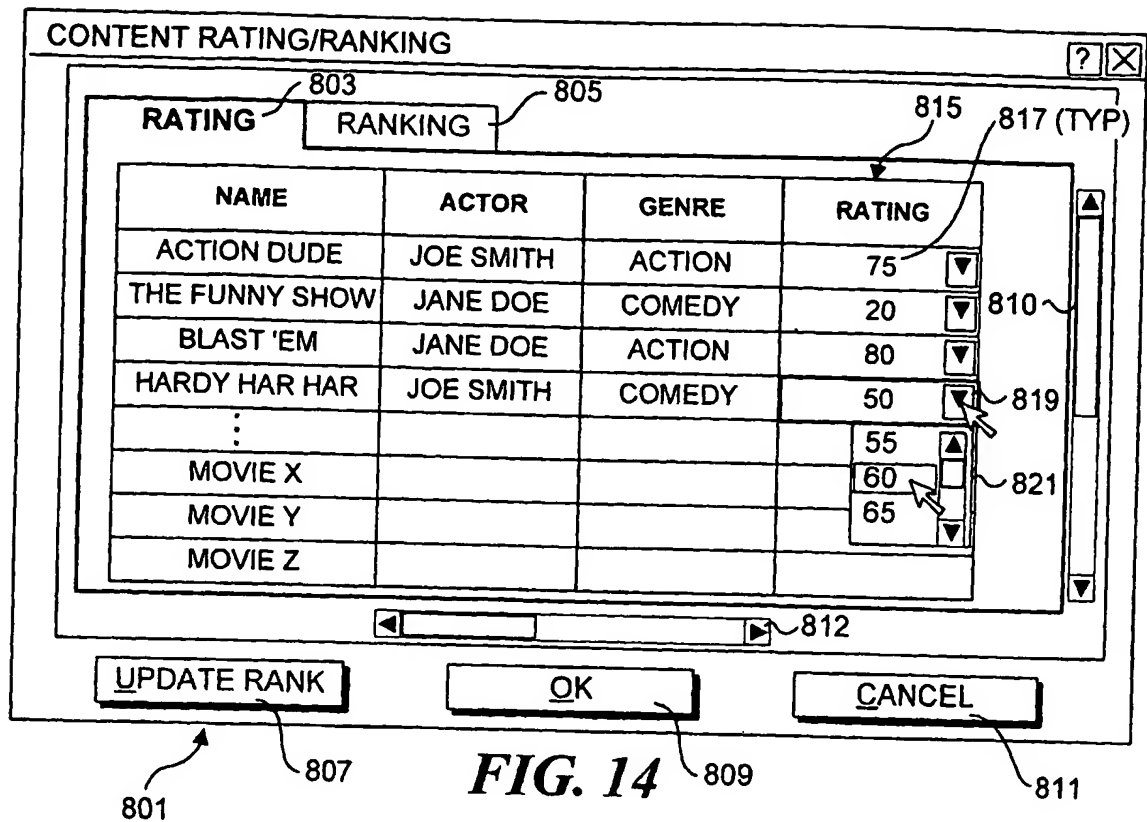 CONTENT RATING/RANKING
?
803
805
RATING
RANKING
815
817 (TYP)
NAME ACTOR GENRE RATING
ACTION DUDE JOE SMITH ACTION 75
THE FUNNY SHOW JANE DOE COMEDY 20
810
BLAST 'EM JANE DOE ACTION 80
HARDY HAR HAR JOE SMITH COMEDY 50
819
55
MOVIE X 60
821
MOVIE Y 65
MOVIE Z
812
UPDATE RANK
OK
CANCEL
801
807
FIG. 14
809
811